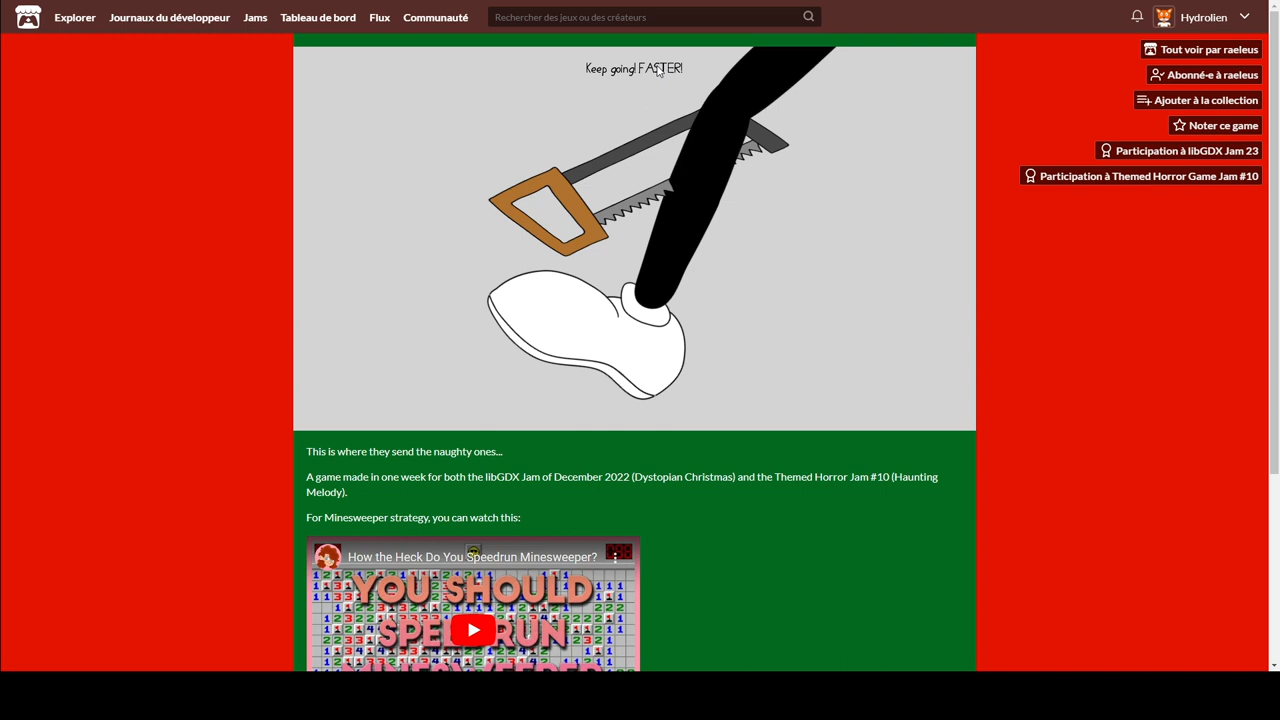 Explorer Journaux du développeur Jams Tableau de bord Flux Communauté Rechercher des jeux ou des créateurs Hydrolien
Tout voir par raeleus
Abonné·e à raeleus
Ajouter à la collection
Noter ce game
Participation à libGDX Jam 23
Participation à Themed Horror Game Jam #10
Keep going! FASTER!
This is where they send the naughty ones...
A game made in one week for both the libGDX Jam of December 2022 (Dystopian Christmas) and the Themed Horror Jam #10 (Haunting
Melody).
For Minesweeper strategy, you can watch this:
How the Heck Do You Speedrun Minesweeper?
YOU SHOULD
SPEEDRUN
MINESWEEPER